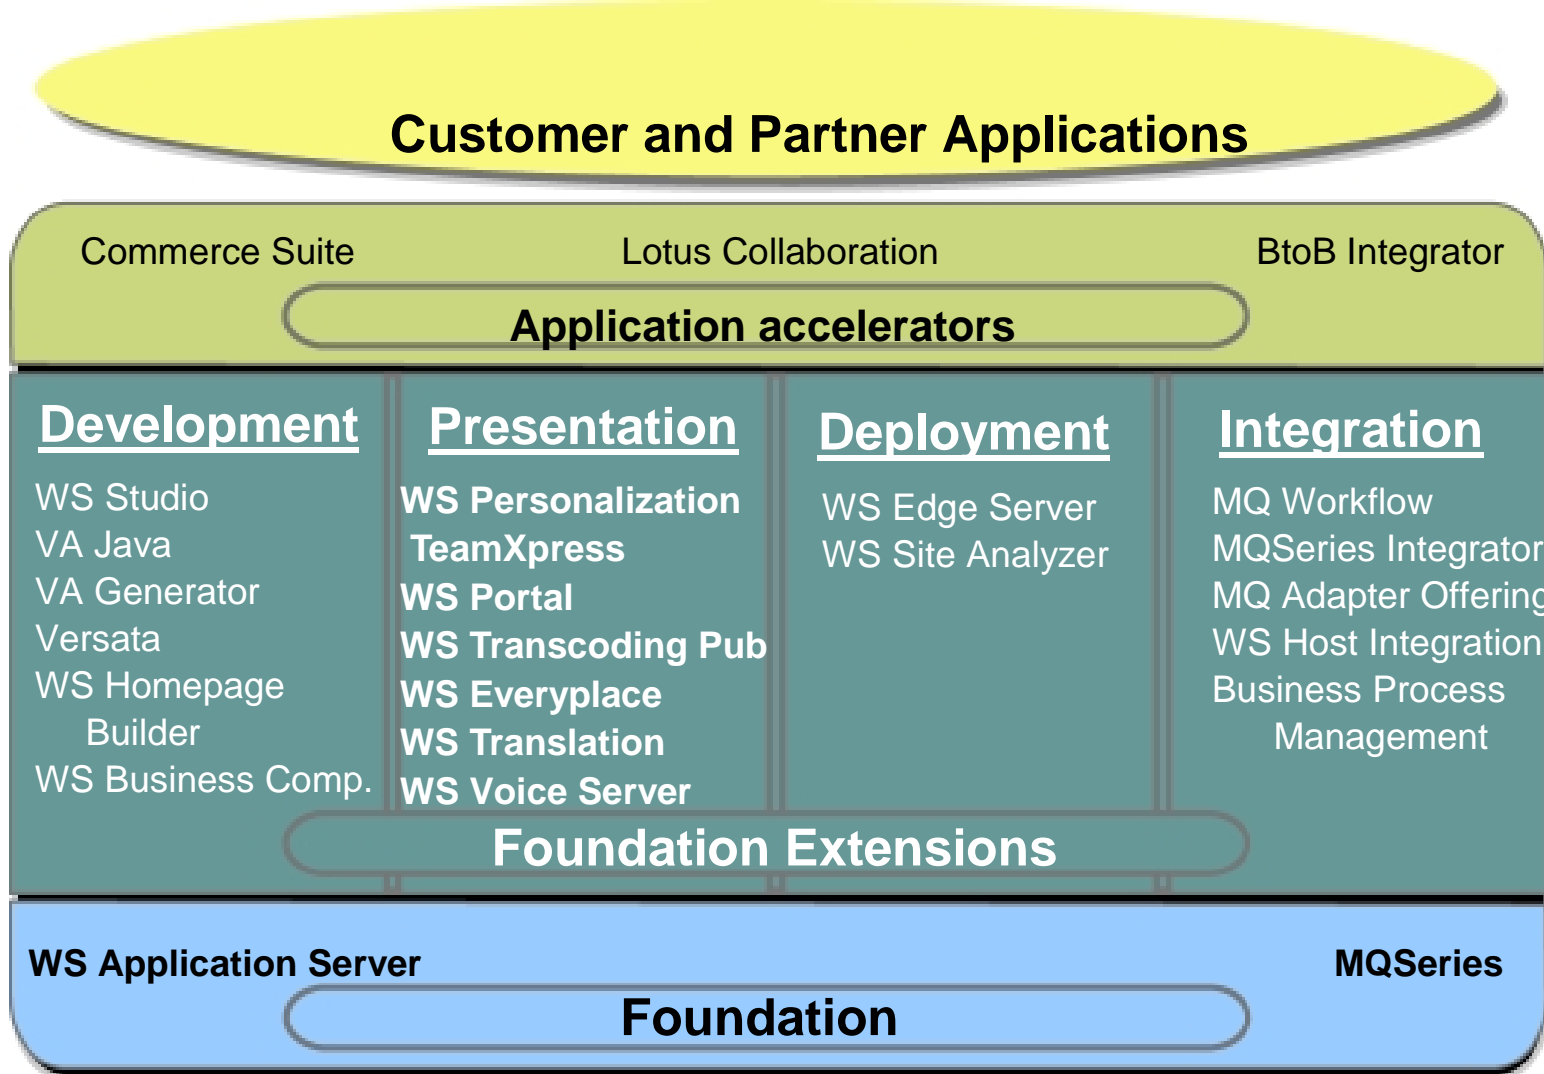 Customer and Partner Applications
Commerce Suite
Lotus Collaboration
BtoB Integrator
Application accelerators
Development
WS Studio
VA Java
VA Generator
Versata
WS Homepage
Builder
WS Business Comp.
Presentation
WS Personalization
TeamXpress
WS Portal
WS Transcoding Pub
WS Everyplace
WS Translation
WS Voice Server
Deployment
WS Edge Server
WS Site Analyzer
Integration
MQ Workflow
MQSeries Integrator
MQ Adapter Offering
WS Host Integration
Business Process
Management
Foundation Extensions
WS Application Server
MQSeries
Foundation